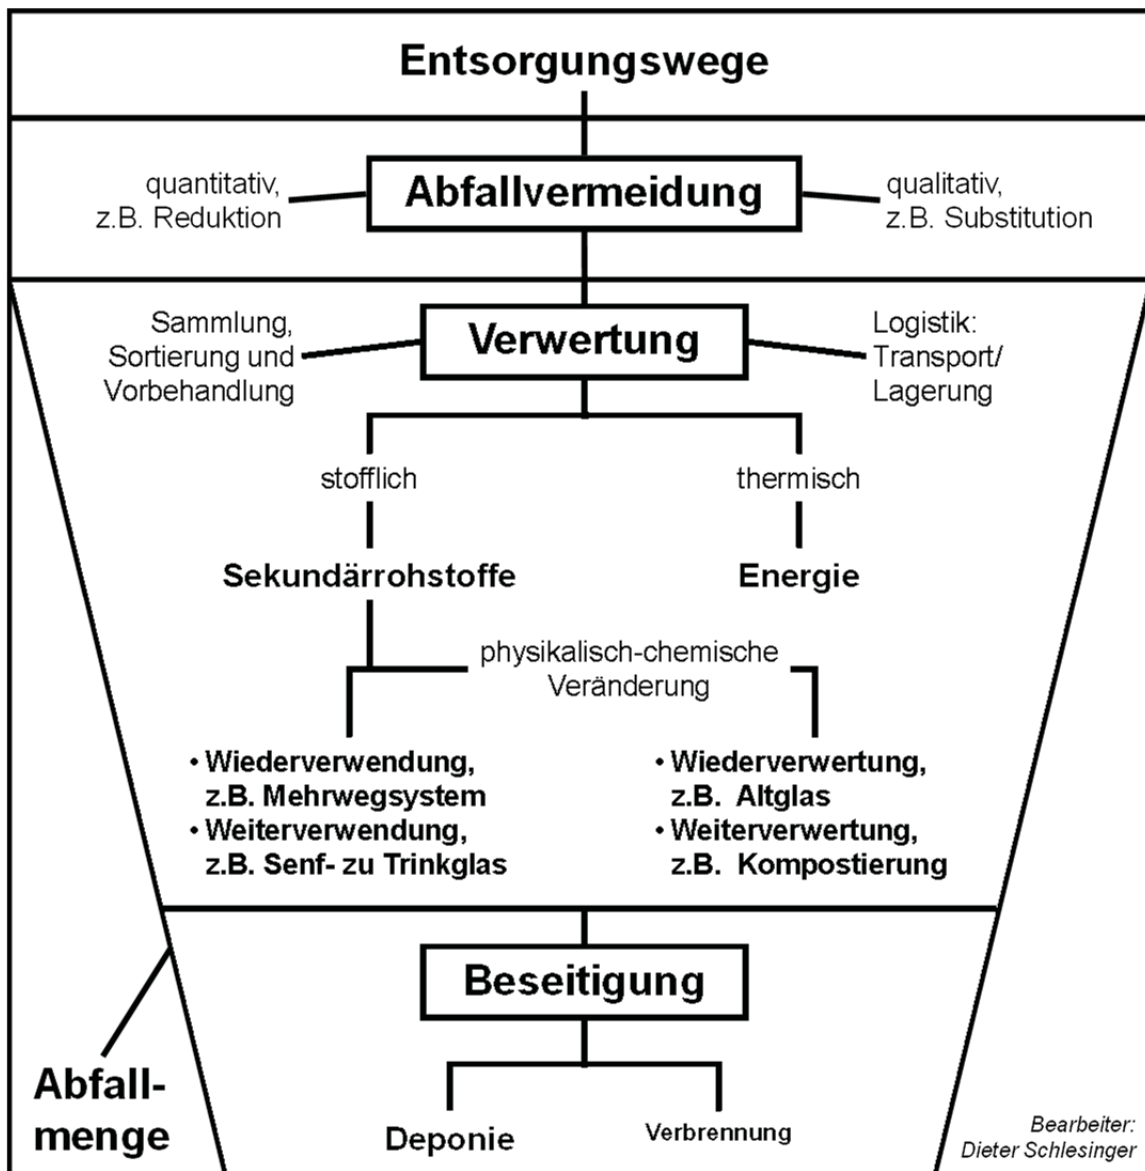 Entsorgungswege
quantitativ,
z.B. Reduktion
Abfallvermeidung
qualitativ,
z.B. Substitution
Sammlung,
Sortierung und
Vorbehandlung
Verwertung
Logistik:
Transport/
Lagerung
stofflich
thermisch
Sekundärrohstoffe
Energie
physikalisch-chemische
Veränderung
• Wiederverwendung,
z.B. Mehrwegsystem
• Weiterverwendung,
z.B. Senf- zu Trinkglas
• Wiederverwertung,
z.B. Altglas
• Weiterverwertung,
z.B. Kompostierung
Beseitigung
Abfall-
menge
Deponie
Verbrennung
Bearbeiter:
Dieter Schlesinger